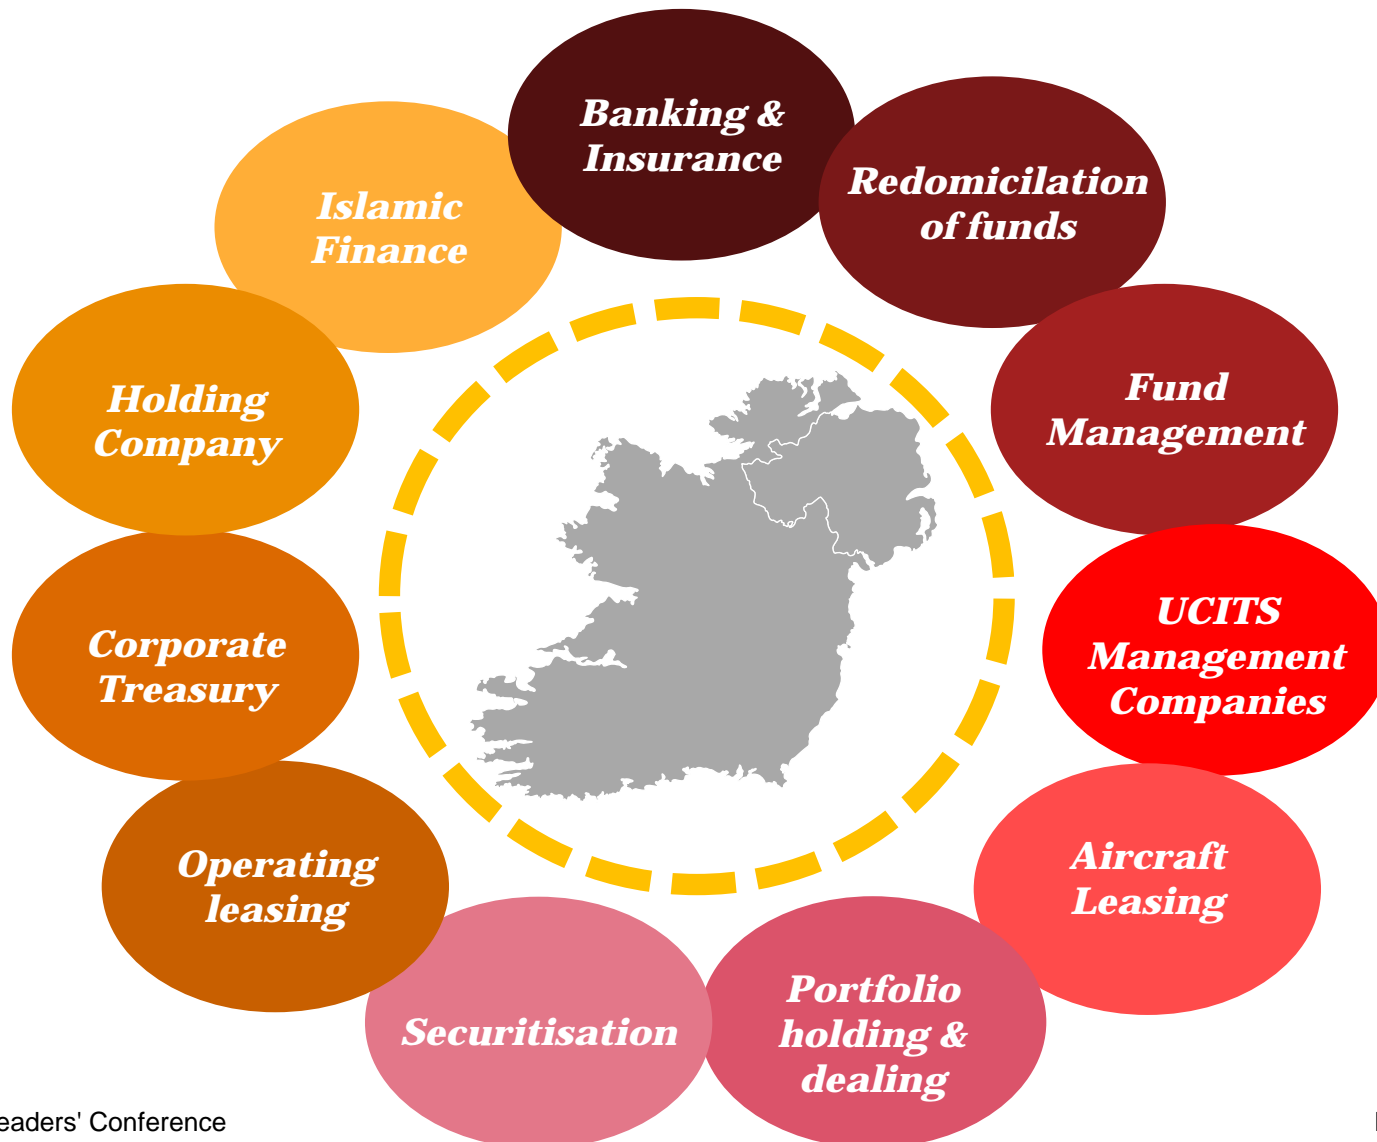 Banking &
Insurance
Redomicilation
of funds
Fund
Management
UCITS
Management
Companies
Aircraft
Leasing
Portfolio
holding &
dealing
Securitisation
Operating
leasing
Corporate
Treasury
Holding
Company
Islamic
Finance
eaders' Conference